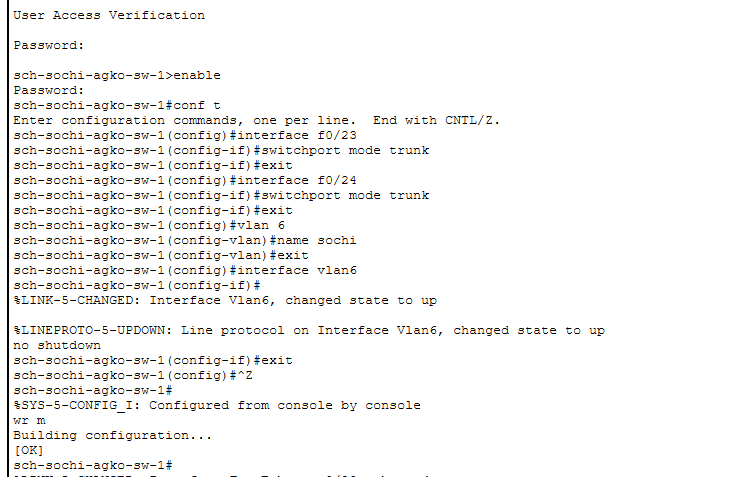 User Access Verification
Password:
sch-sochi-agko-sw-1>enable
Password:
sch-sochi-agko-sw-1#conf t
Enter configuration commands, one per line.  End with CNTL/Z.
sch-sochi-agko-sw-1(config)#interface f0/23
sch-sochi-agko-sw-1(config-if)#switchport mode trunk
sch-sochi-agko-sw-1(config-if)#exit
sch-sochi-agko-sw-1(config)#interface f0/24
sch-sochi-agko-sw-1(config-if)#switchport mode trunk
sch-sochi-agko-sw-1(config-if)#exit
sch-sochi-agko-sw-1(config)#vlan 6
sch-sochi-agko-sw-1(config-vlan)#name sochi
sch-sochi-agko-sw-1(config-vlan)#exit
sch-sochi-agko-sw-1(config)#interface vlan6
sch-sochi-agko-sw-1(config-if)#
%LINK-5-CHANGED: Interface Vlan6, changed state to up
%LINEPROTO-5-UPDOWN: Line protocol on Interface Vlan6, changed state to up
no shutdown
sch-sochi-agko-sw-1(config-if)#exit
sch-sochi-agko-sw-1(config)#^Z
sch-sochi-agko-sw-1#
%SYS-5-CONFIG_I: Configured from console by console
wr m
Building configuration...
[OK]
sch-sochi-agko-sw-1#